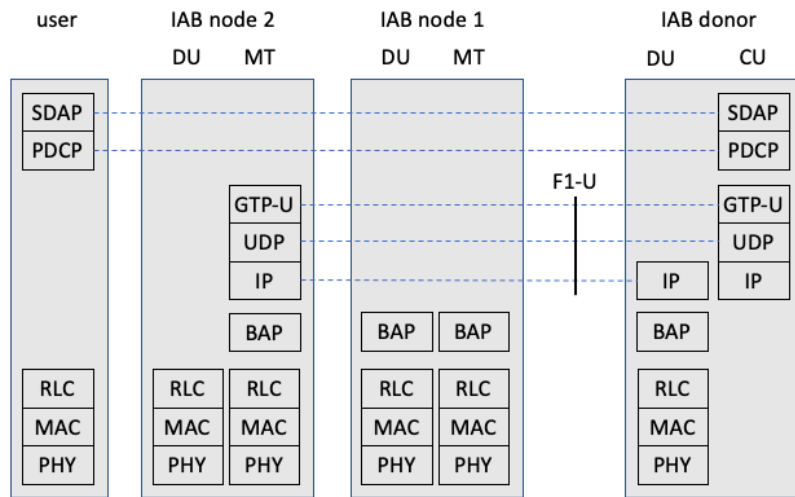 user IAB node 2 IAB node 1 IAB donor
DU MT DU MT DU CU
SDAP SDAP
PDCP PDCP
F1-U
GTP-U GTP-U
UDP UDP
IP IP IP
BAP BAP BAP BAP
RLC RLC RLC RLC RLC RLC
MAC MAC MAC MAC MAC MAC
PHY PHY PHY PHY PHY PHY